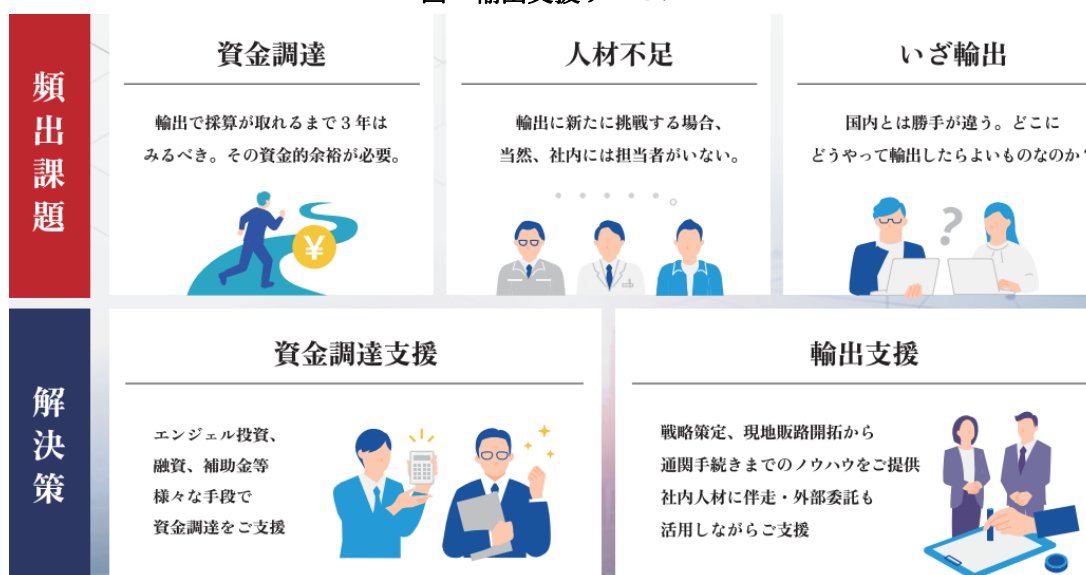 頻出課題
資金調達
輸出で採算が取れるまで3年は
みるべき。その資金的余裕が必要。
人材不足
輸出に新たに挑戦する場合、
当然、社内には担当者がいない。
いざ輸出
国内とは勝手が違う。どこに
どうやって輸出したらよいものなのか?
¥
?
解決策
資金調達支援
エンジェル投資、
融資、補助金等
様々な手段で
資金調達をご支援
輸出支援
戦略策定、現地販路開拓から
通関手続きまでのノウハウをご提供
社内人材に伴走・外部委託も
活用しながらご支援